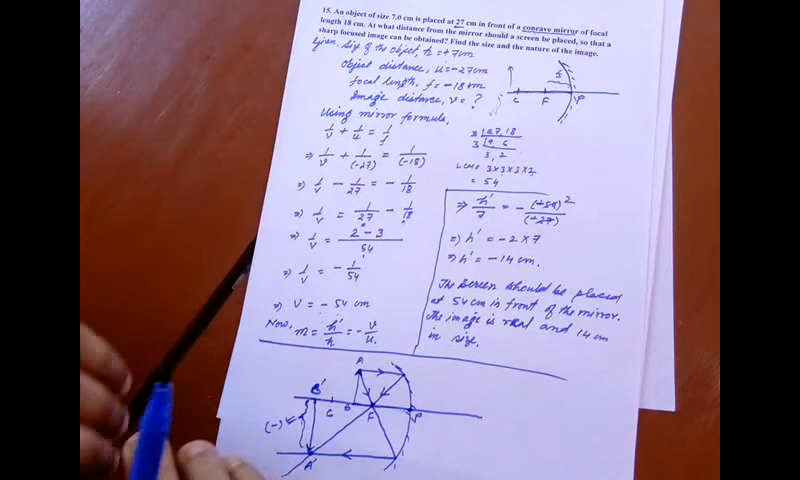 15. An object of size 7.0 cm is placed at 27 cm in front of a concave mirror of focal
length 18 cm. At what distance from the mirror should a screen be placed, so that a
sharp focused image can be obtained? Find the size and the nature of the image.
Given. Size of the object, h = +7cm
Object distance, u = -27cm
focal length, f = -18 cm
Image distance, v = ?
Using mirror formula,
1/v + 1/u = 1/f
⇒ 1/v + 1/(-27) = 1/(-18)
⇒ 1/v - 1/27 = - 1/18
⇒ 1/v = 1/27 - 1/18
⇒ 1/v = 2-3/54
⇒ 1/v = - 1/54
⇒ v = - 54 cm
Now, m = h'/h = - v/u
h
C F P
3 27, 18
3 9, 6
3, 2
LCM = 3x3x3x2
= 54
⇒ h'/7 = - (+54)2/(+27)
⇒ h' = -2 x 7
⇒ h' = -14 cm.
The screen should be placed
at 54 cm in front of the mirror.
The image is real and 14 cm
in size.
A
B' C B F P
(-)
A'